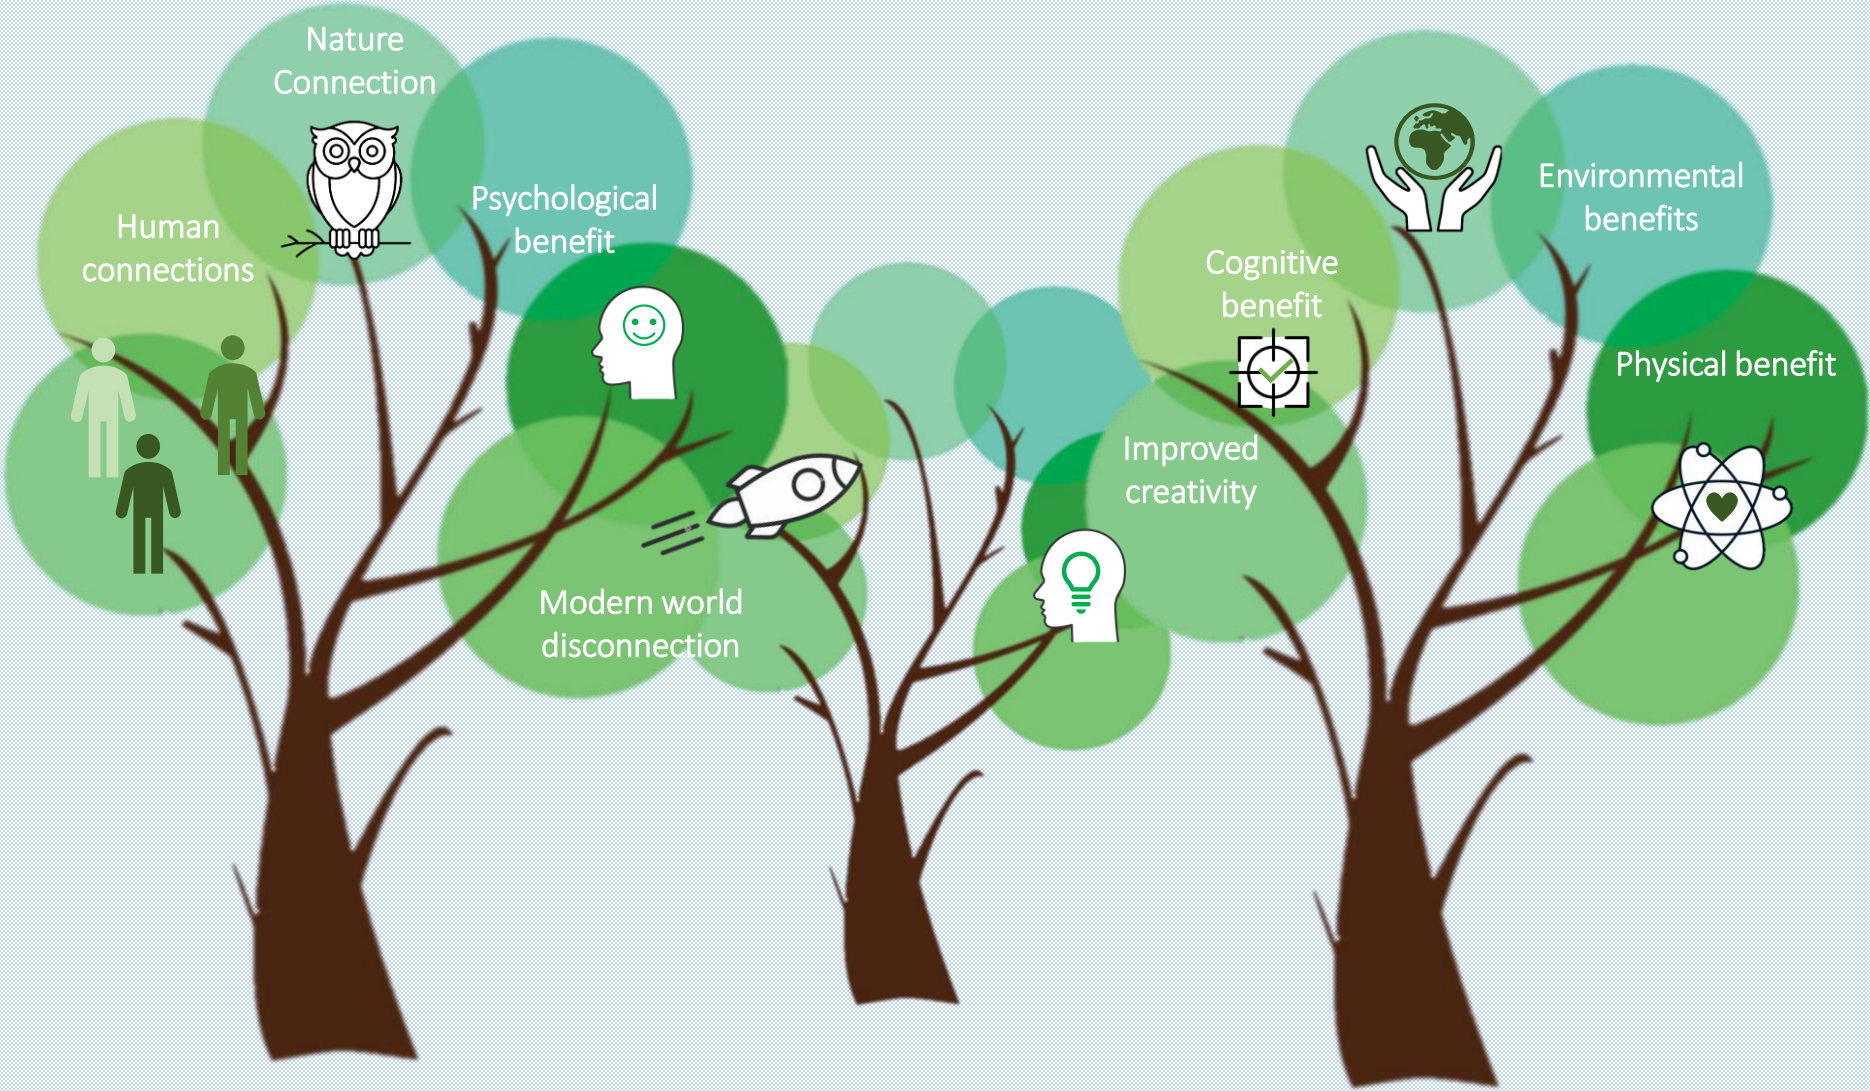 Nature
Connection
Human
connections
Psychological
benefit
Modern world
disconnection
Cognitive
benefit
Improved
creativity
Environmental
benefits
Physical benefit